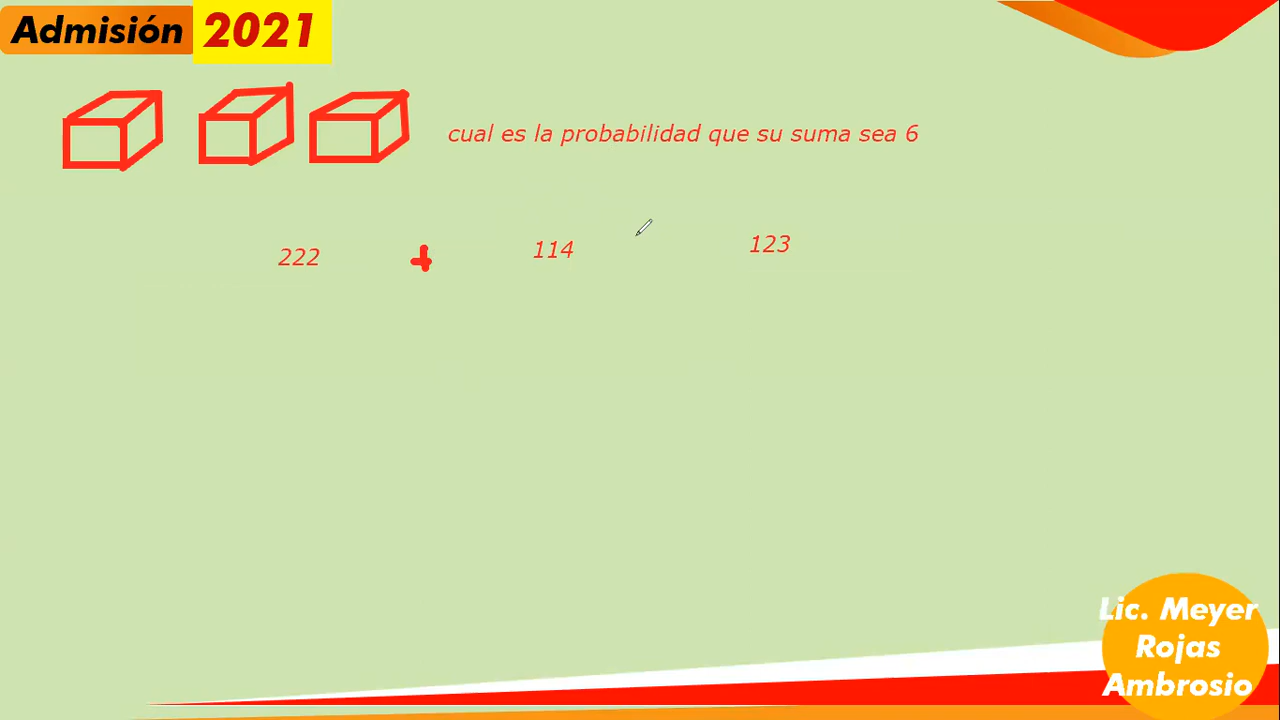 Admisión 2021
cual es la probabilidad que su suma sea 6
222 + 114 123
Lic. Meyer
Rojas
Ambrosio